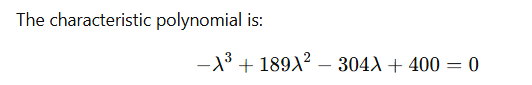 The characteristic polynomial is:
−λ³ + 189λ² − 304λ + 400 = 0